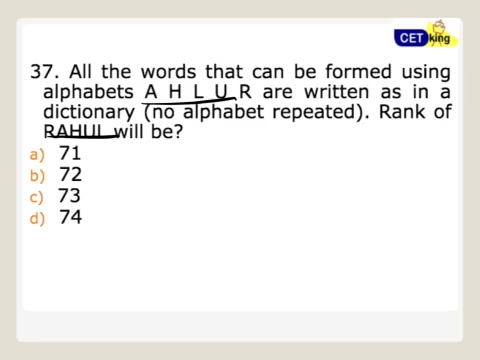 CET king
37. All the words that can be formed using
alphabets A H L U R are written as in a
dictionary (no alphabet repeated). Rank of
RAHUL will be?
a) 71
b) 72
c) 73
d) 74